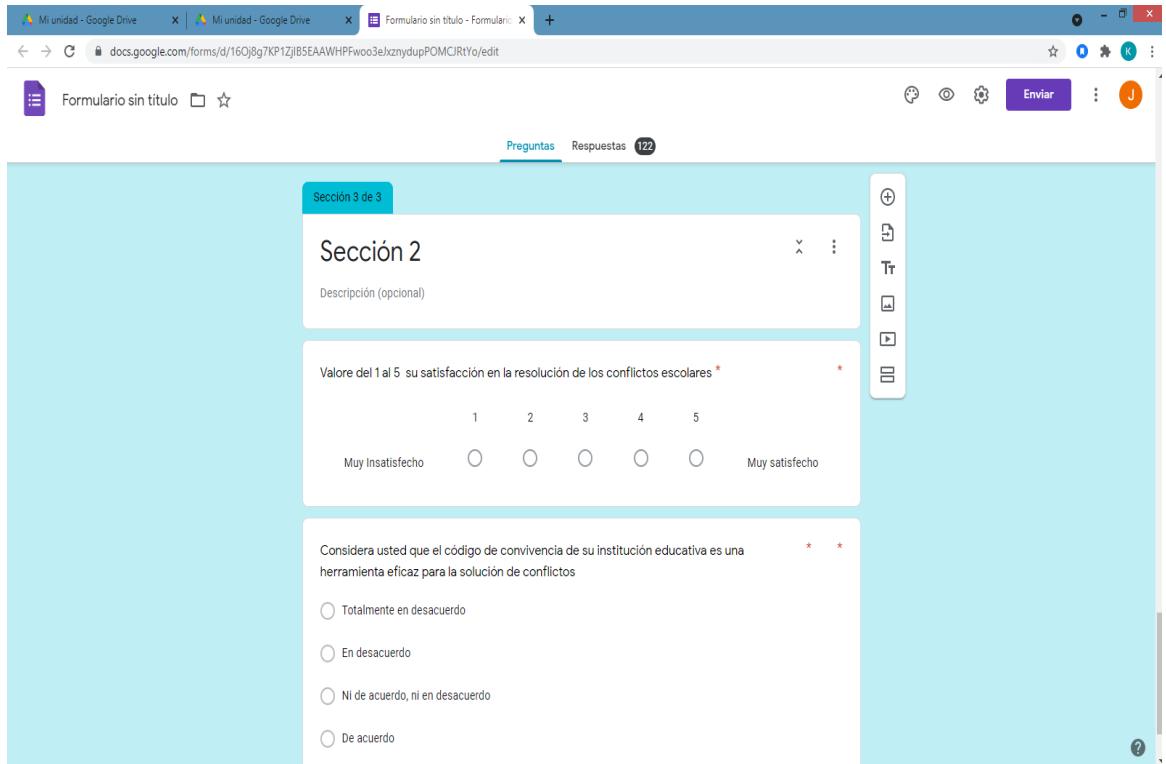 Mi unidad - Google Drive
Mi unidad - Google Drive
Formulario sin título - Formulario
docs.google.com/forms/d/16Oj8g7KP1ZjIB5EAAWHPFwoo3eJxznydupPOMCJRtYo/edit
K
Formulario sin título
Enviar
J
Preguntas Respuestas 122
Sección 3 de 3
Sección 2
Descripción (opcional)
Tт
Valore del 1 al 5 su satisfacción en la resolución de los conflictos escolares * *
1 2 3 4 5
Muy Insatisfecho Muy satisfecho
Considera usted que el código de convivencia de su institución educativa es una * *
herramienta eficaz para la solución de conflictos
Totalmente en desacuerdo
En desacuerdo
Ni de acuerdo, ni en desacuerdo
De acuerdo